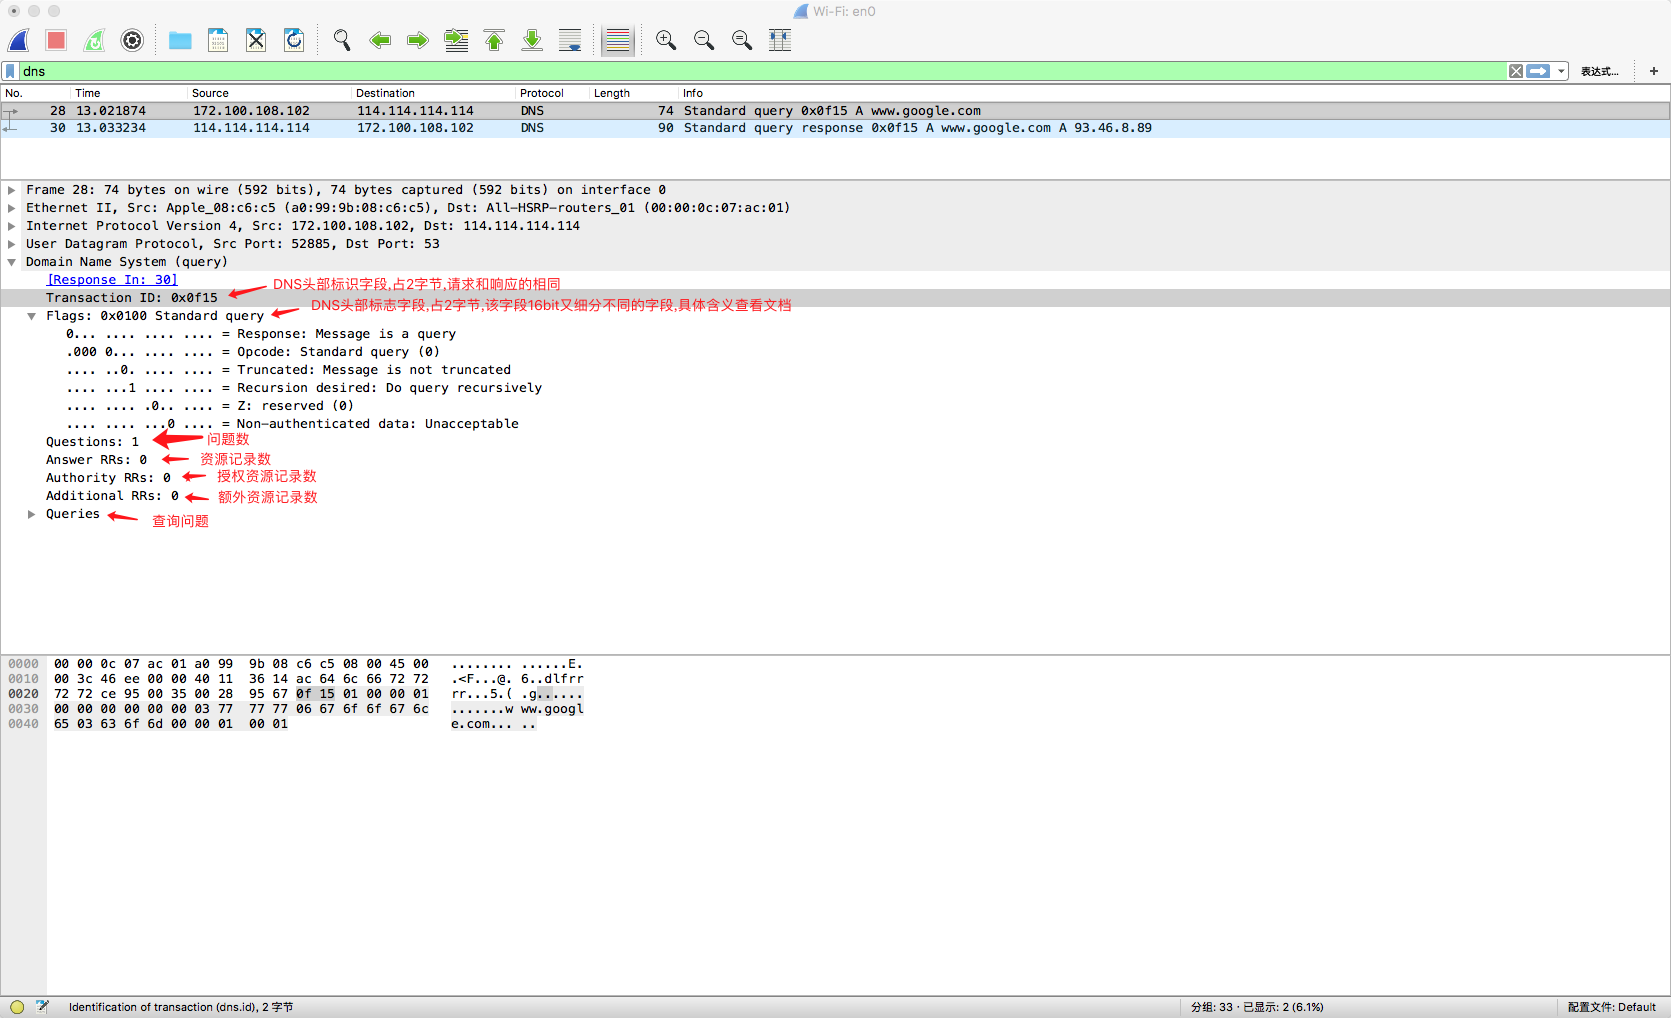 Wi-Fi: en0
dns
表达式...
+
No. Time Source Destination Protocol Length Info
28 13.021874 172.100.108.102 114.114.114.114 DNS 74 Standard query 0x0f15 A www.google.com
30 13.033234 114.114.114.114 172.100.108.102 DNS 90 Standard query response 0x0f15 A www.google.com A 93.46.8.89
Frame 28: 74 bytes on wire (592 bits), 74 bytes captured (592 bits) on interface 0
Ethernet II, Src: Apple_08:c6:c5 (a0:99:9b:08:c6:c5), Dst: All-HSRP-routers_01 (00:00:0c:07:ac:01)
Internet Protocol Version 4, Src: 172.100.108.102, Dst: 114.114.114.114
User Datagram Protocol, Src Port: 52885, Dst Port: 53
Domain Name System (query)
[Response In: 30]
DNS头部标识字段,占2字节,请求和响应的相同
Transaction ID: 0x0f15
DNS头部标志字段,占2字节,该字段16bit又细分不同的字段,具体含义查看文档
Flags: 0x0100 Standard query
0... .... .... .... = Response: Message is a query
.000 0... .... .... = Opcode: Standard query (0)
.... ..0. .... .... = Truncated: Message is not truncated
.... ...1 .... .... = Recursion desired: Do query recursively
.... .... .0.. .... = Z: reserved (0)
.... .... ...0 .... = Non-authenticated data: Unacceptable
Questions: 1 问题数
Answer RRs: 0 资源记录数
Authority RRs: 0 授权资源记录数
Additional RRs: 0 额外资源记录数
Queries 查询问题
0000 00 00 0c 07 ac 01 a0 99 9b 08 c6 c5 08 00 45 00 ........ ......E.
0010 00 3c 46 ee 00 00 40 11 36 14 ac 64 6c 66 72 72 .<F...@. 6..dlfrr
0020 72 72 ce 95 00 35 00 28 95 67 0f 15 01 00 00 01 rr...5.( .g......
0030 00 00 00 00 00 00 03 77 77 77 06 67 6f 6f 67 6c .......w ww.googl
0040 65 03 63 6f 6d 00 00 01 00 01 e.com... ..
Identification of transaction (dns.id), 2 字节
分组: 33 · 已显示: 2 (6.1%)
配置文件: Default